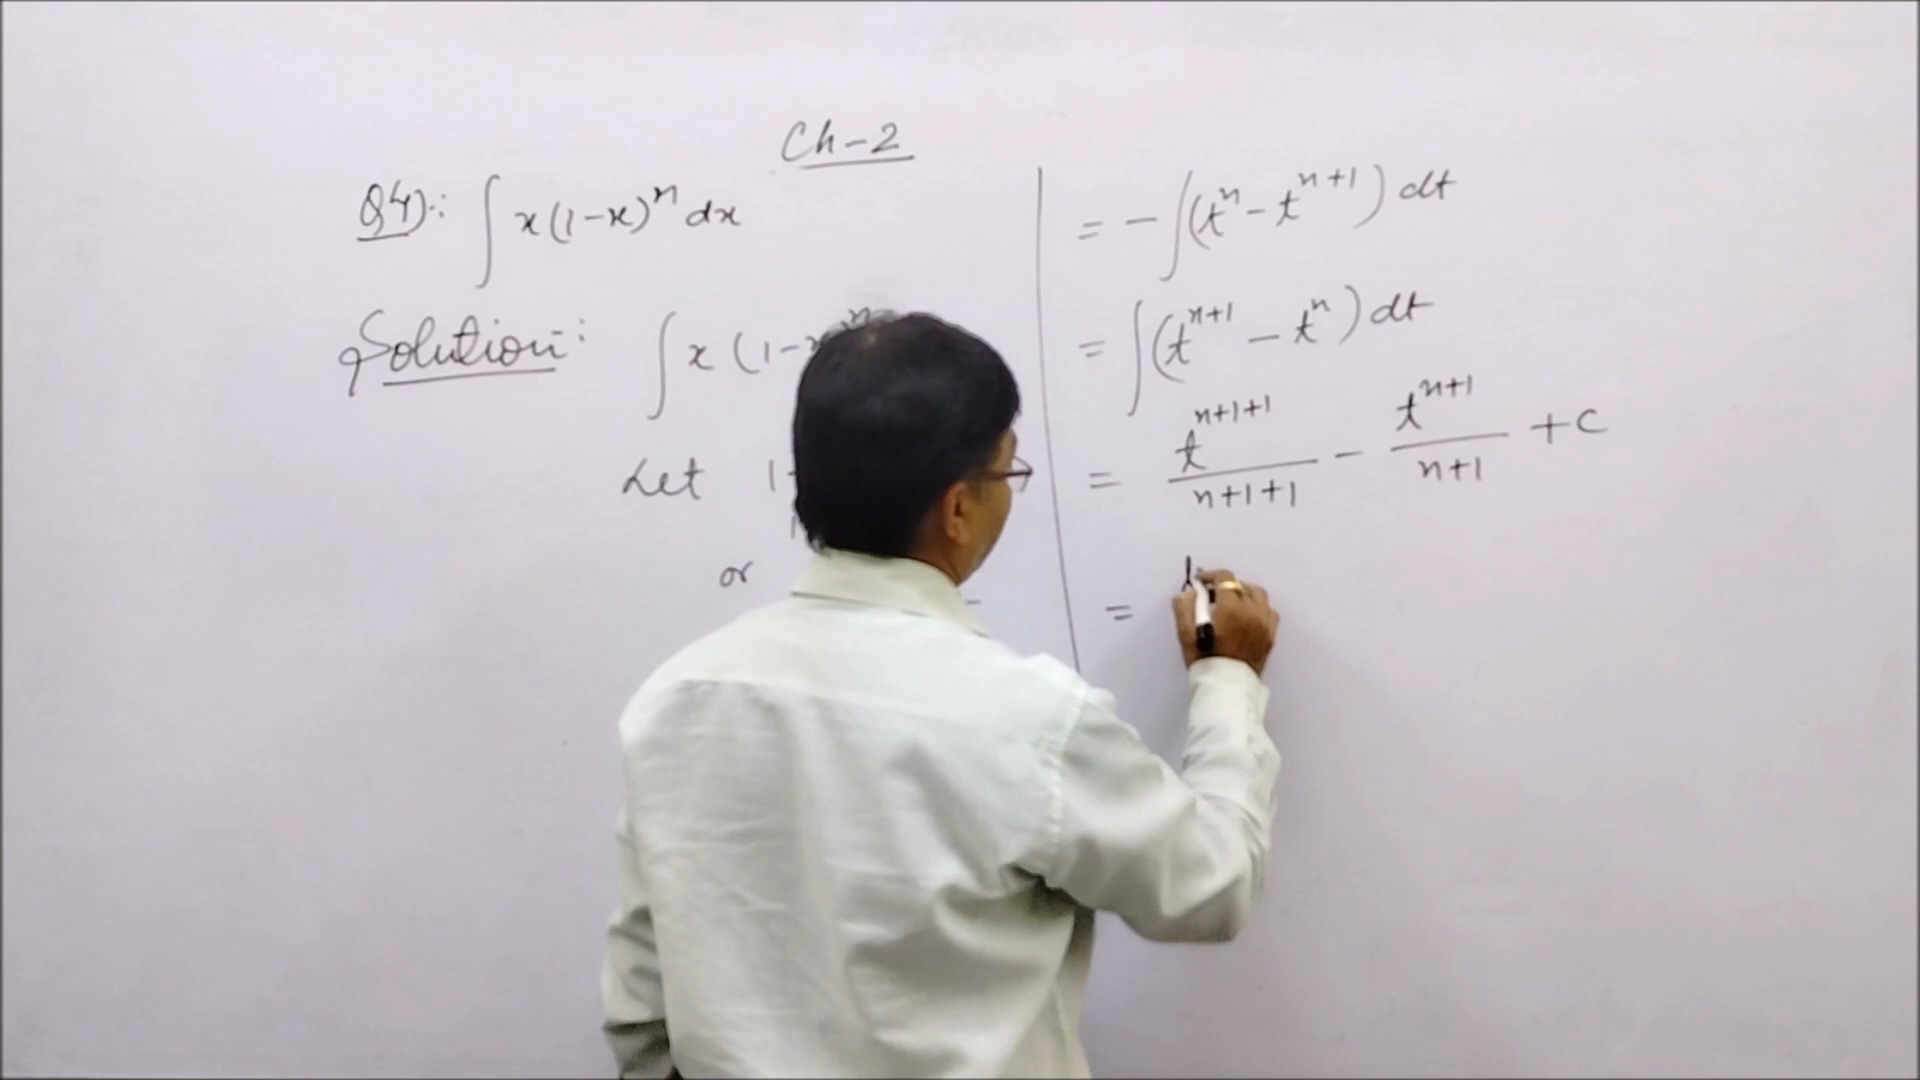 Ch-2
Q4): ∫ x(1-x)^n dx
Solution: ∫ x (1-
Let 1-
or
= -∫(t^n - t^{n+1}) dt
= ∫(t^{n+1} - t^n) dt
= t^{n+1+1}/(n+1+1) - t^{n+1}/(n+1) + C
=